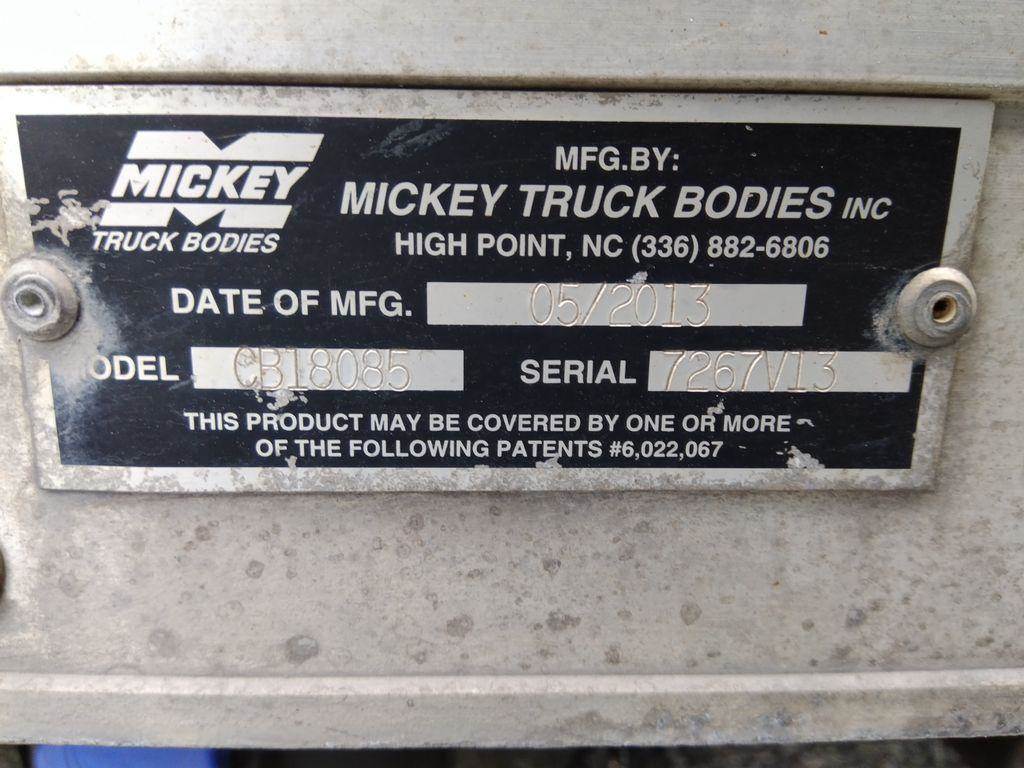 MICKEY
TRUCK BODIES
MFG.BY:
MICKEY TRUCK BODIES INC
HIGH POINT, NC (336) 882-6806
DATE OF MFG. 05/2013
ODEL CB18085 SERIAL 7267V13
THIS PRODUCT MAY BE COVERED BY ONE OR MORE
OF THE FOLLOWING PATENTS #6,022,067